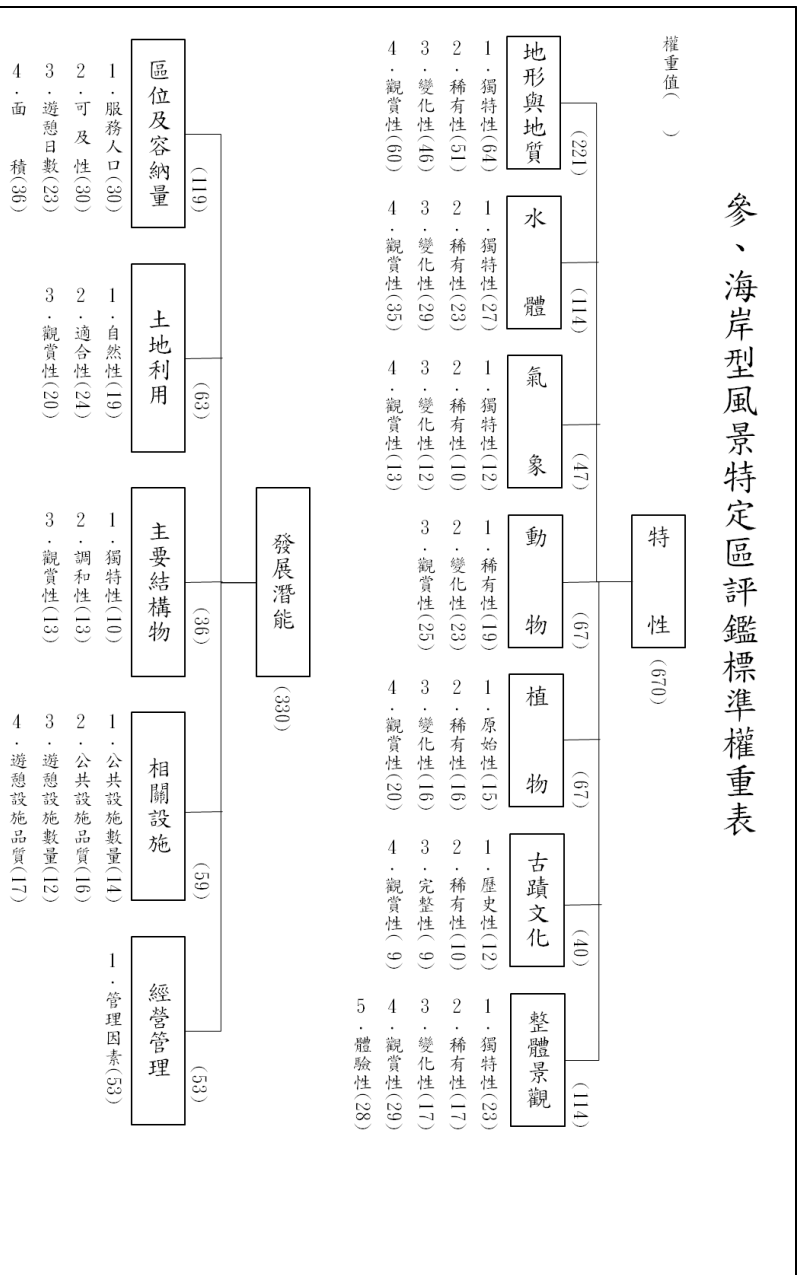 參、海岸型風景特定區評鑑標準權重表
權重值(　)
特性
(670)
地形與地質
(221)
1．獨特性(64)
2．稀有性(51)
3．變化性(46)
4．觀賞性(60)
水體
(114)
1．獨特性(27)
2．稀有性(23)
3．變化性(29)
4．觀賞性(35)
氣象
(47)
1．獨特性(12)
2．稀有性(10)
3．變化性(12)
4．觀賞性(13)
動物
(67)
1．稀有性(19)
2．變化性(23)
3．觀賞性(25)
植物
(67)
1．原始性(15)
2．稀有性(16)
3．變化性(16)
4．觀賞性(20)
古蹟文化
(40)
1．歷史性(12)
2．稀有性(10)
3．完整性( 9)
4．觀賞性( 9)
整體景觀
(114)
1．獨特性(23)
2．稀有性(17)
3．變化性(17)
4．觀賞性(29)
5．體驗性(28)
發展潛能
(330)
區位及容納量
(119)
1．服務人口(30)
2．可及性(30)
3．遊憩日數(23)
4．面積(36)
土地利用
(63)
1．自然性(19)
2．適合性(24)
3．觀賞性(20)
主要結構物
(36)
1．獨特性(10)
2．調和性(13)
3．觀賞性(13)
相關設施
(59)
1．公共設施數量(14)
2．公共設施品質(16)
3．遊憩設施數量(12)
4．遊憩設施品質(17)
經營管理
(53)
1．管理因素(53)